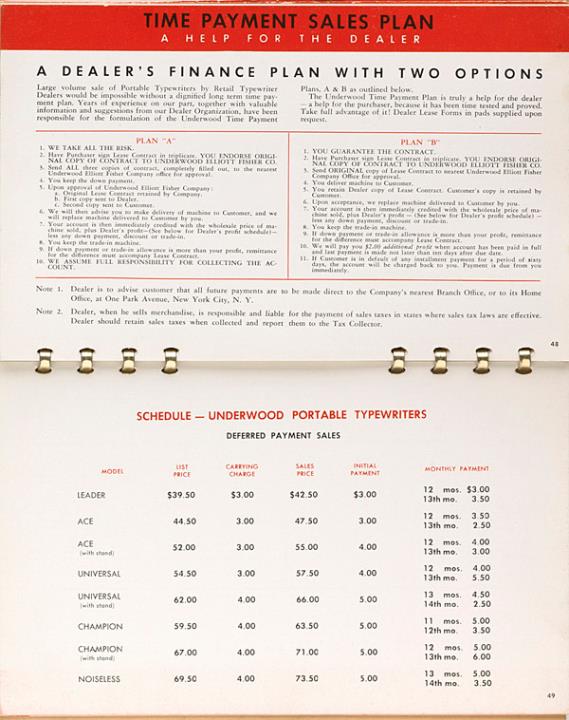 TIME PAYMENT SALES PLAN
A HELP FOR THE DEALER
A DEALER'S FINANCE PLAN WITH TWO OPTIONS
Large volume sale of Portable Typewriters by Retail Typewriter
Dealers would be impossible without a dignified long term time pay-
ment plan. Years of experience on our part, together with valuable
information and suggestions from our Dealer Organization, have been
responsible for the formulation of the Underwood Time Payment
Plans, A & B as outlined below.
The Underwood Time Payment Plan is truly a help for the dealer
— a help for the purchaser, because it has been time tested and proved.
Take full advantage of it! Dealer Lease Forms in pads supplied upon
request.
PLAN "A"
1. WE TAKE ALL THE RISK.
2. Have Purchaser sign Lease Contract in triplicate. YOU ENDORSE ORIGI-
NAL COPY OF CONTRACT TO UNDERWOOD ELLIOTT FISHER CO.
3. Send ALL three copies of contract, completely filled out, to the nearest
Underwood Elliott Fisher Company office for approval.
4. You keep the down payment.
5. Upon approval of Underwood Elliott Fisher Company:
a. Original Lease Contract retained by Company.
b. First copy sent to Dealer.
c. Second copy sent to Customer.
6. We will then advise you to make delivery of machine to Customer, and we
will replace machine delivered to Customer by you.
7. Your account is then immediately credited with the wholesale price of ma-
chine sold, plus Dealer's profit—(See below for Dealer's profit schedule)—
less any down payment, discount or trade-in.
8. You keep the trade-in machine.
9. If down payment or trade-in allowance is more than your profit, remittance
for the difference must accompany Lease Contract.
10. WE ASSUME FULL RESPONSIBILITY FOR COLLECTING THE AC-
COUNT.
PLAN "B"
1. YOU GUARANTEE THE CONTRACT.
2. Have Purchaser sign Lease Contract in triplicate. YOU ENDORSE ORIGI-
NAL COPY OF CONTRACT TO UNDERWOOD ELLIOTT FISHER CO.
3. Send ORIGINAL copy of Lease Contract to nearest Underwood Elliott Fisher
Company Office for approval.
4. You deliver machine to Customer.
5. You retain Dealer copy of Lease Contract. Customer's copy is retained by
Customer.
6. Upon acceptance, we replace machine delivered to Customer by you.
7. Your account is then immediately credited with the wholesale price of ma-
chine sold, plus Dealer's profit — (See below for Dealer's profit schedule) —
less any down payment, discount or trade-in.
8. You keep the trade-in machine.
9. If down payment or trade-in allowance is more than your profit, remittance
for the difference must accompany Lease Contract.
10. We will pay you $2.00 additional profit when account has been paid in full
and last payment is made not later than ten days after due date.
11. If Customer is in default of any installment payment for a period of sixty
days, the account will be charged back to you. Payment is due from you
immediately.
Note 1. Dealer is to advise customer that all future payments are to be made direct to the Company's nearest Branch Office, or to its Home
Office, at One Park Avenue, New York City, N. Y.
Note 2. Dealer, when he sells merchandise, is responsible and liable for the payment of sales taxes in states where sales tax laws are effective.
Dealer should retain sales taxes when collected and report them to the Tax Collector.
48
SCHEDULE — UNDERWOOD PORTABLE TYPEWRITERS
DEFERRED PAYMENT SALES
MODEL LIST PRICE CARRYING CHARGE SALES PRICE INITIAL PAYMENT MONTHLY PAYMENT
LEADER $39.50 $3.00 $42.50 $3.00 12 mos. $3.00
13th mo. 3.50
ACE 44.50 3.00 47.50 3.00 12 mos. 3.50
13th mo. 2.50
ACE 52.00 3.00 55.00 4.00 12 mos. 4.00
(with stand) 13th mo. 3.00
UNIVERSAL 54.50 3.00 57.50 4.00 12 mos. 4.00
13th mo. 5.50
UNIVERSAL 62.00 4.00 66.00 5.00 13 mos. 4.50
(with stand) 14th mo. 2.50
CHAMPION 59.50 4.00 63.50 5.00 11 mos. 5.00
12th mo. 3.50
CHAMPION 67.00 4.00 71.00 5.00 12 mos. 5.00
(with stand) 13th mo. 6.00
NOISELESS 69.50 4.00 73.50 5.00 13 mos. 5.00
14th mo. 3.50
49